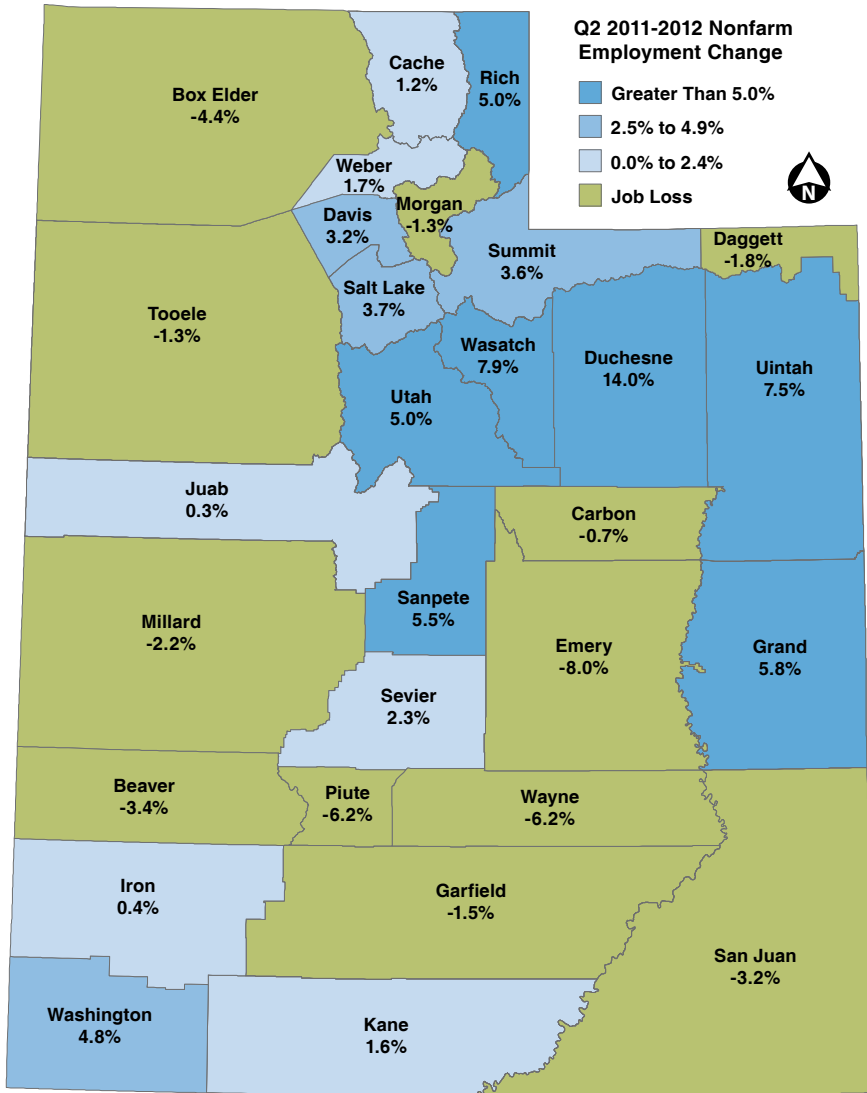 Q2 2011-2012 Nonfarm
Employment Change
Greater Than 5.0%
2.5% to 4.9%
0.0% to 2.4%
Job Loss
N
Cache
1.2%
Rich
5.0%
Box Elder
-4.4%
Weber
1.7%
Morgan
-1.3%
Davis
3.2%
Summit
3.6%
Daggett
-1.8%
Salt Lake
3.7%
Tooele
-1.3%
Wasatch
7.9%
Duchesne
14.0%
Uintah
7.5%
Utah
5.0%
Juab
0.3%
Carbon
-0.7%
Sanpete
5.5%
Millard
-2.2%
Emery
-8.0%
Grand
5.8%
Sevier
2.3%
Beaver
-3.4%
Piute
-6.2%
Wayne
-6.2%
Iron
0.4%
Garfield
-1.5%
San Juan
-3.2%
Washington
4.8%
Kane
1.6%